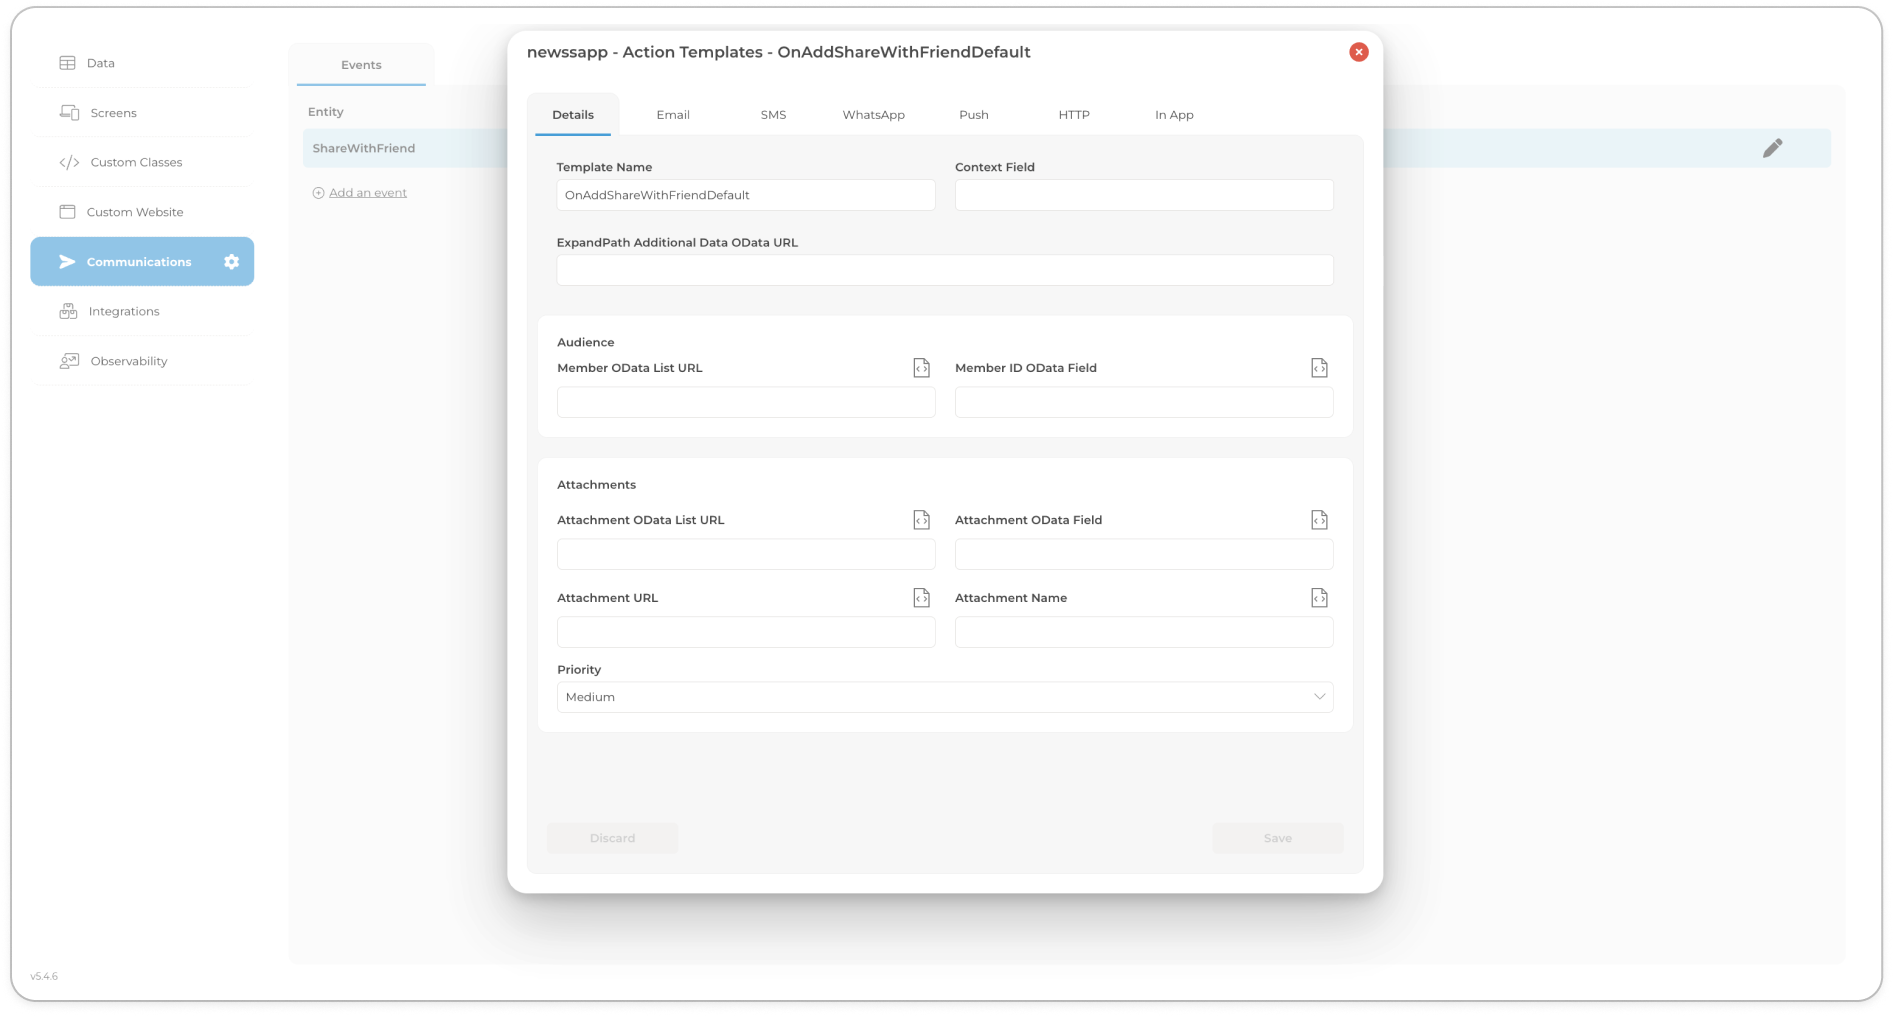 newssapp - Action Templates - OnAddShareWithFriendDefault
Data
Screens
Custom Classes
Custom Website
Communications
Integrations
Observability
v5.4.6
Events
Entity
ShareWithFriend
Add an event
Details Email SMS WhatsApp Push HTTP In App
Template Name Context Field
OnAddShareWithFriendDefault
ExpandPath Additional Data OData URL
Audience
Member OData List URL Member ID OData Field
Attachments
Attachment OData List URL Attachment OData Field
Attachment URL Attachment Name
Priority
Medium
Discard Save